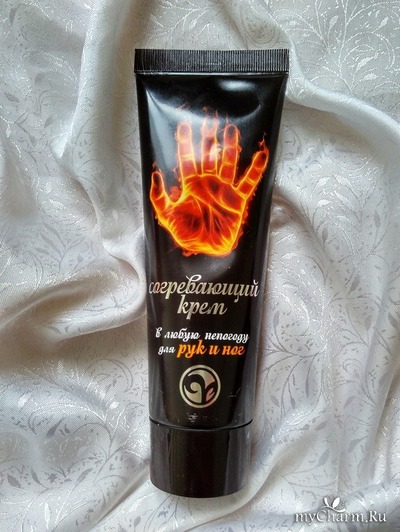 согревающий
крем
в любую непогоду
для рук и ног
myCharm.Ru